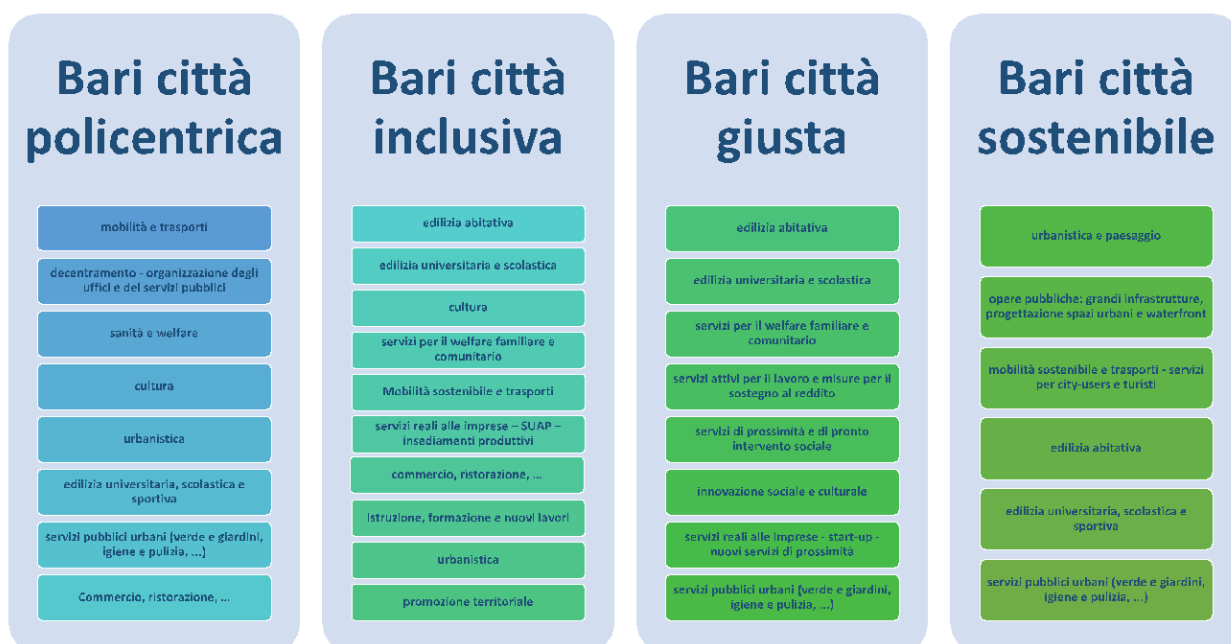 Bari città
policentrica
mobilità e trasporti
decentramento - organizzazione degli
uffici e dei servizi pubblici
sanità e welfare
cultura
urbanistica
edilizia universitaria, scolastica e
sportiva
servizi pubblici urbani (verde e giardini,
igiene e pulizia, ...)
Commercio, ristorazione, ...
Bari città
inclusiva
edilizia abitativa
edilizia universitaria e scolastica
cultura
servizi per il welfare familiare e
comunitario
Mobilità sostenibile e trasporti
servizi reali alle imprese – SUAP –
insediamenti produttivi
commercio, ristorazione, ...
istruzione, formazione e nuovi lavori
urbanistica
promozione territoriale
Bari città
giusta
edilizia abitativa
edilizia universitaria e scolastica
servizi per il welfare familiare e
comunitario
servizi attivi per il lavoro e misure per il
sostegno al reddito
servizi di prossimità e di pronto
intervento sociale
innovazione sociale e culturale
servizi reali alle imprese - start-up -
nuovi servizi di prossimità
servizi pubblici urbani (verde e giardini,
igiene e pulizia, ...)
Bari città
sostenibile
urbanistica e paesaggio
opere pubbliche: grandi infrastrutture,
progettazione spazi urbani e waterfront
mobilità sostenibile e trasporti - servizi
per city-users e turisti
edilizia abitativa
edilizia universitaria, scolastica e
sportiva
servizi pubblici urbani (verde e giardini,
igiene e pulizia, ...)